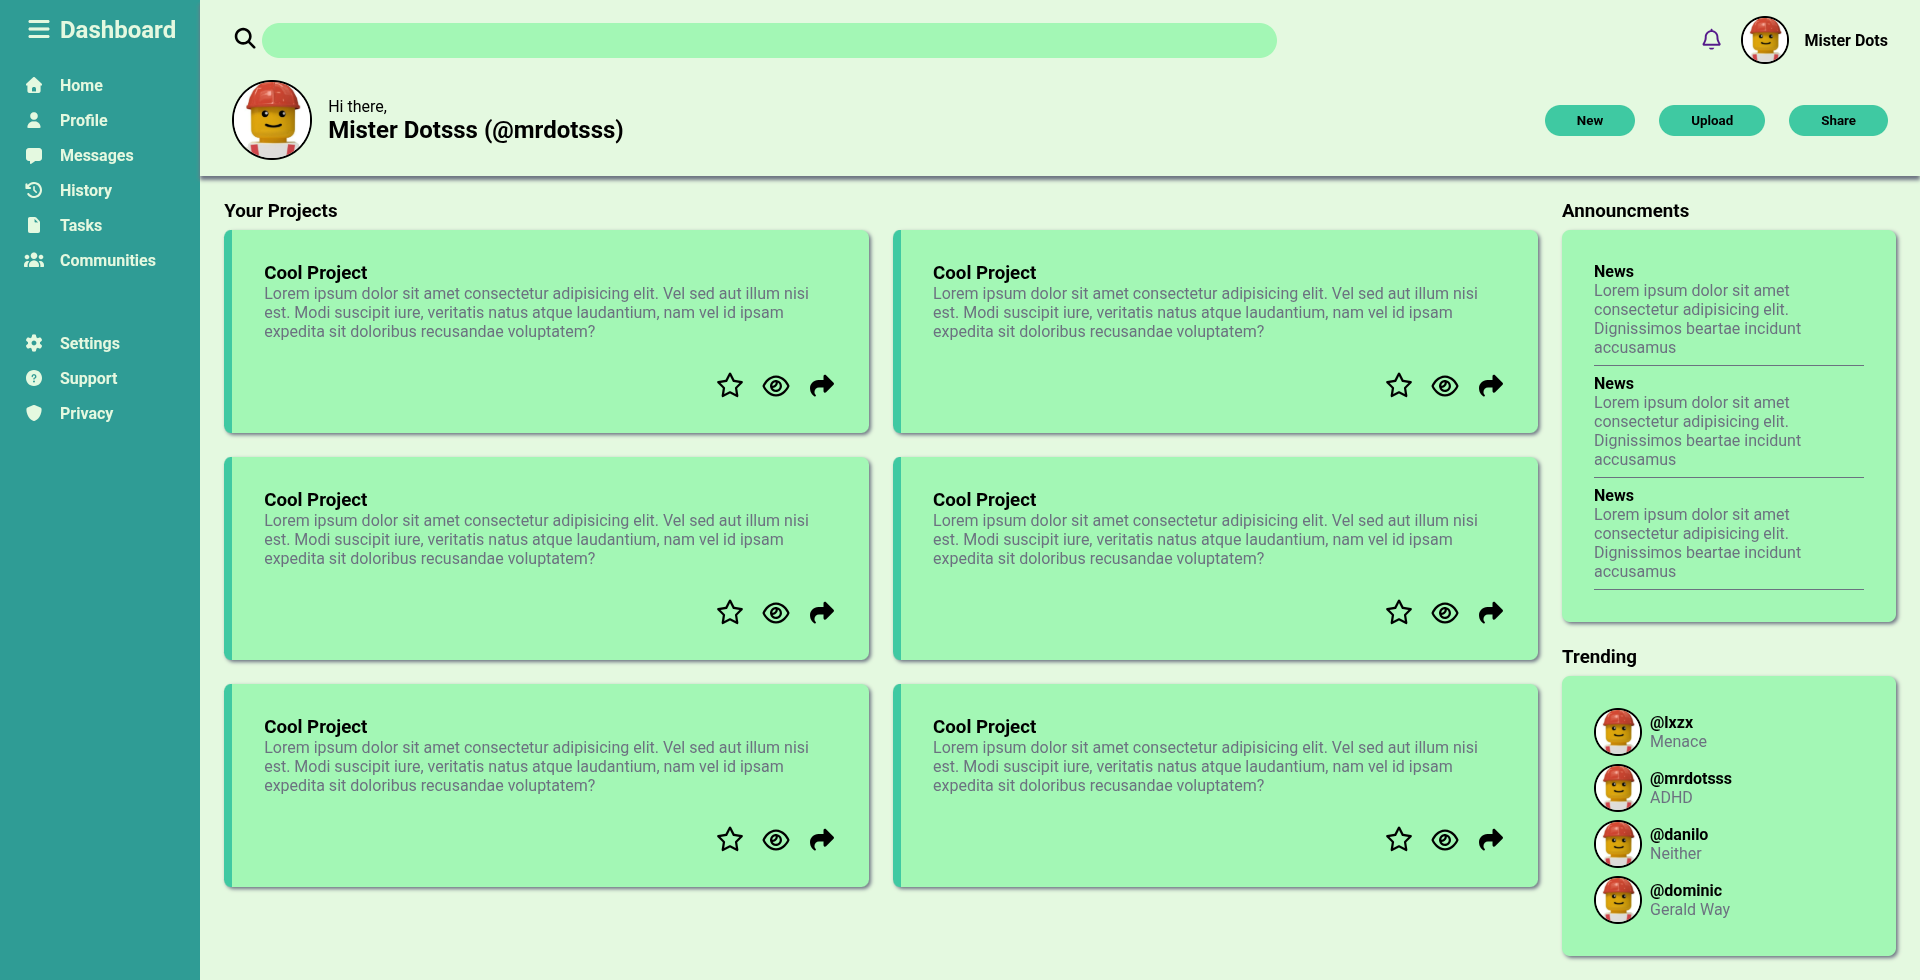 Dashboard
Home
Profile
Messages
History
Tasks
Communities
Settings
Support
Privacy
Mister Dots
Hi there,
Mister Dotsss (@mrdotsss)
New
Upload
Share
Your Projects
Cool Project
Lorem ipsum dolor sit amet consectetur adipisicing elit. Vel sed aut illum nisi
est. Modi suscipit iure, veritatis natus atque laudantium, nam vel id ipsam
expedita sit doloribus recusandae voluptatem?
Cool Project
Lorem ipsum dolor sit amet consectetur adipisicing elit. Vel sed aut illum nisi
est. Modi suscipit iure, veritatis natus atque laudantium, nam vel id ipsam
expedita sit doloribus recusandae voluptatem?
Cool Project
Lorem ipsum dolor sit amet consectetur adipisicing elit. Vel sed aut illum nisi
est. Modi suscipit iure, veritatis natus atque laudantium, nam vel id ipsam
expedita sit doloribus recusandae voluptatem?
Cool Project
Lorem ipsum dolor sit amet consectetur adipisicing elit. Vel sed aut illum nisi
est. Modi suscipit iure, veritatis natus atque laudantium, nam vel id ipsam
expedita sit doloribus recusandae voluptatem?
Cool Project
Lorem ipsum dolor sit amet consectetur adipisicing elit. Vel sed aut illum nisi
est. Modi suscipit iure, veritatis natus atque laudantium, nam vel id ipsam
expedita sit doloribus recusandae voluptatem?
Cool Project
Lorem ipsum dolor sit amet consectetur adipisicing elit. Vel sed aut illum nisi
est. Modi suscipit iure, veritatis natus atque laudantium, nam vel id ipsam
expedita sit doloribus recusandae voluptatem?
Announcments
News
Lorem ipsum dolor sit amet
consectetur adipisicing elit.
Dignissimos beartae incidunt
accusamus
News
Lorem ipsum dolor sit amet
consectetur adipisicing elit.
Dignissimos beartae incidunt
accusamus
News
Lorem ipsum dolor sit amet
consectetur adipisicing elit.
Dignissimos beartae incidunt
accusamus
Trending
@lxzx
Menace
@mrdotsss
ADHD
@danilo
Neither
@dominic
Gerald Way